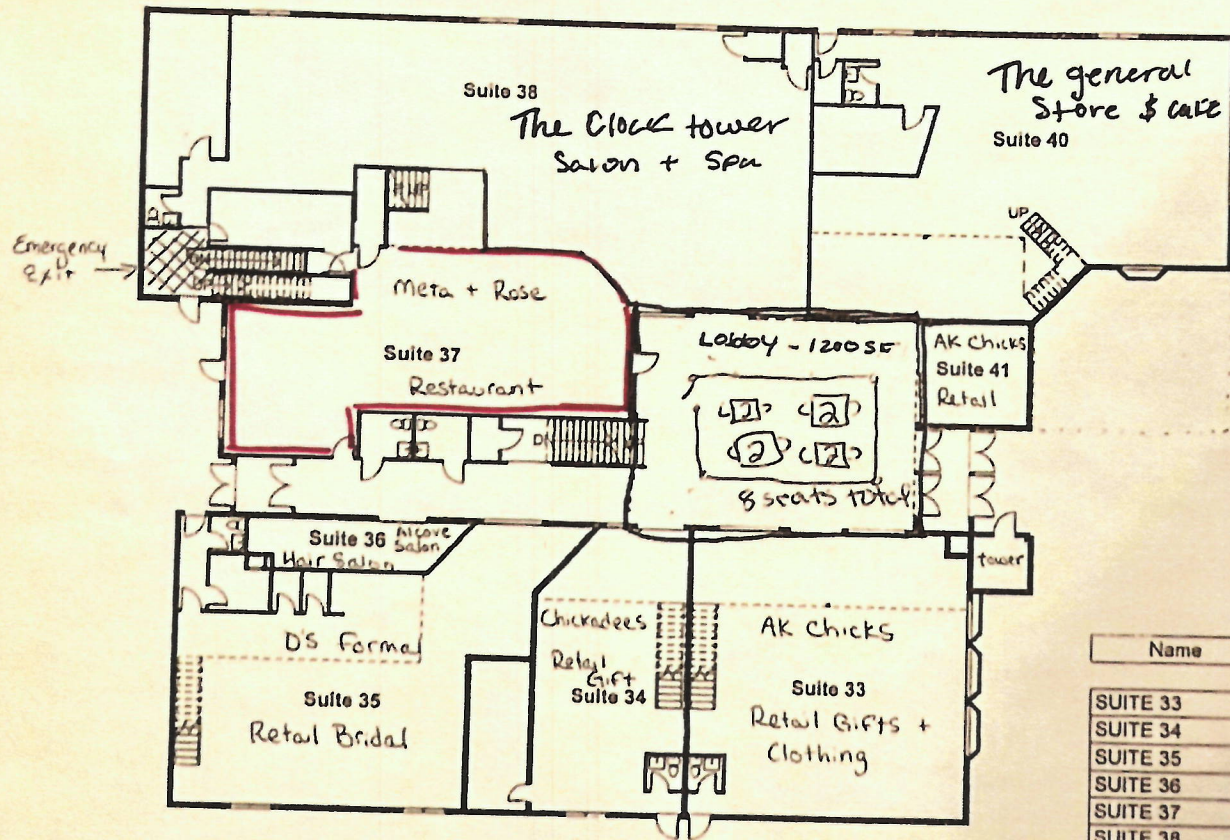 Suite 38
The Clock tower
Salon + Spa
The general
Store & cafe
Suite 40
UP
Emergency
Exit
Meta + Rose
Suite 37
Restaurant
DN
Lobby - 1200 SF
2
2
2
2
8 seats total
AK Chicks
Suite 41
Retail
tower
Suite 36
Alcove
Salon
Hair Salon
D's Formal
Suite 35
Retail Bridal
Chickadees
Retail
Gift
Suite 34
AK Chicks
Suite 33
Retail Gifts +
Clothing
Name
SUITE 33
SUITE 34
SUITE 35
SUITE 36
SUITE 37
SUITE 38